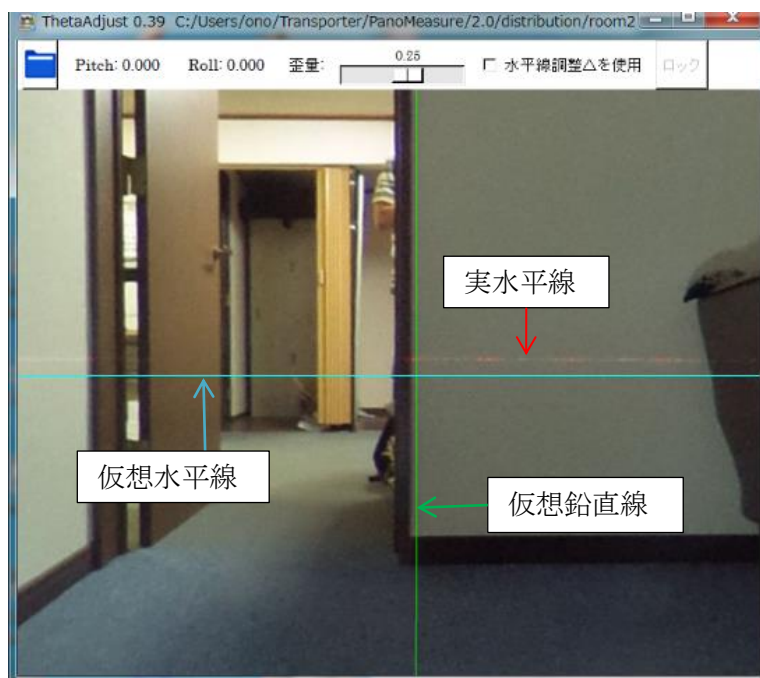 ThetaAdjust 0.39 C:/Users/ono/Transporter/PanoMeasure/2.0/distribution/room2
Pitch: 0.000 Roll: 0.000 歪量: 0.25 水平線調整△を使用 ロック
実水平線
仮想水平線
仮想鉛直線